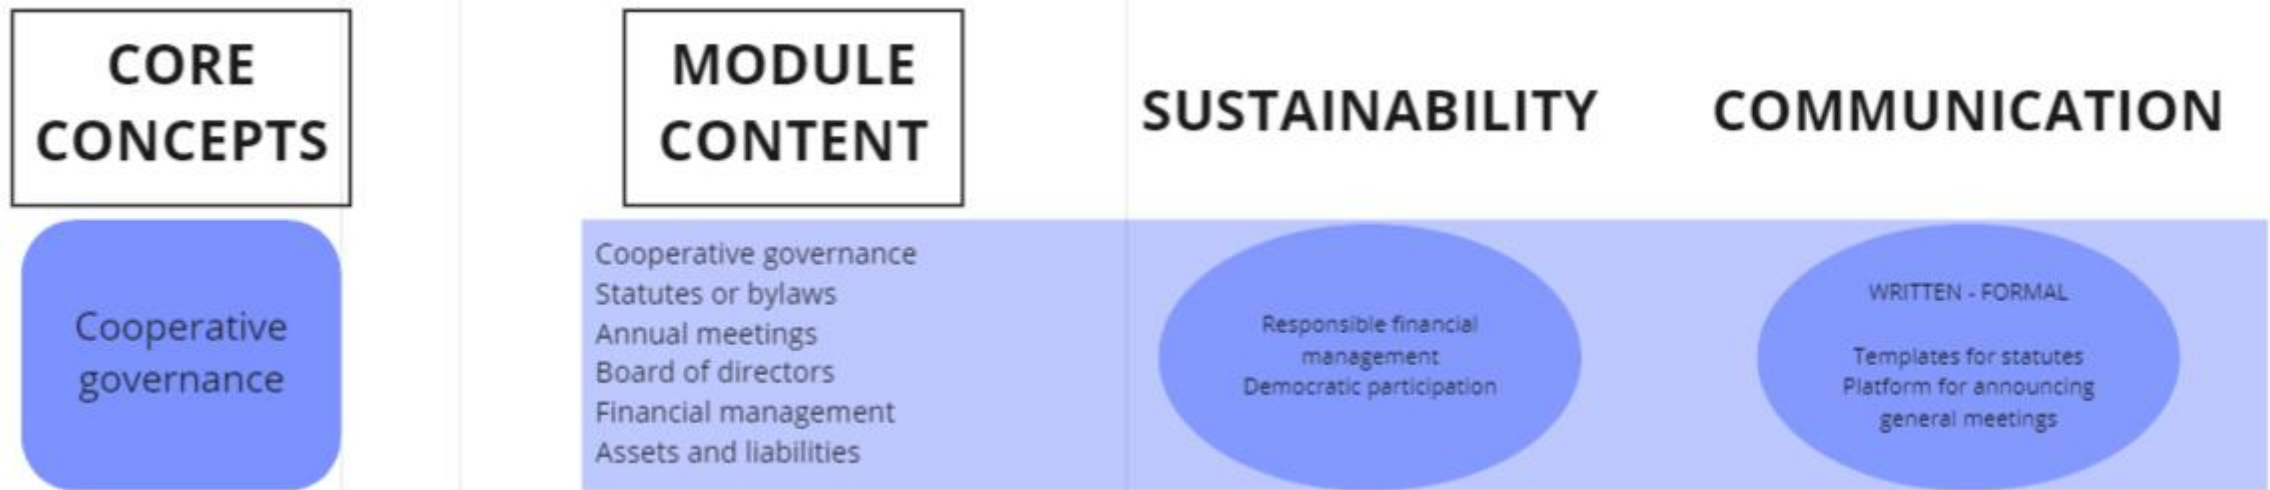 CORE
CONCEPTS
MODULE
CONTENT
SUSTAINABILITY
COMMUNICATION
Cooperative
governance
Cooperative governance
Statutes or bylaws
Annual meetings
Board of directors
Financial management
Assets and liabilities
Responsible financial
management
Democratic participation
WRITTEN - FORMAL
Templates for statutes
Platform for announcing
general meetings